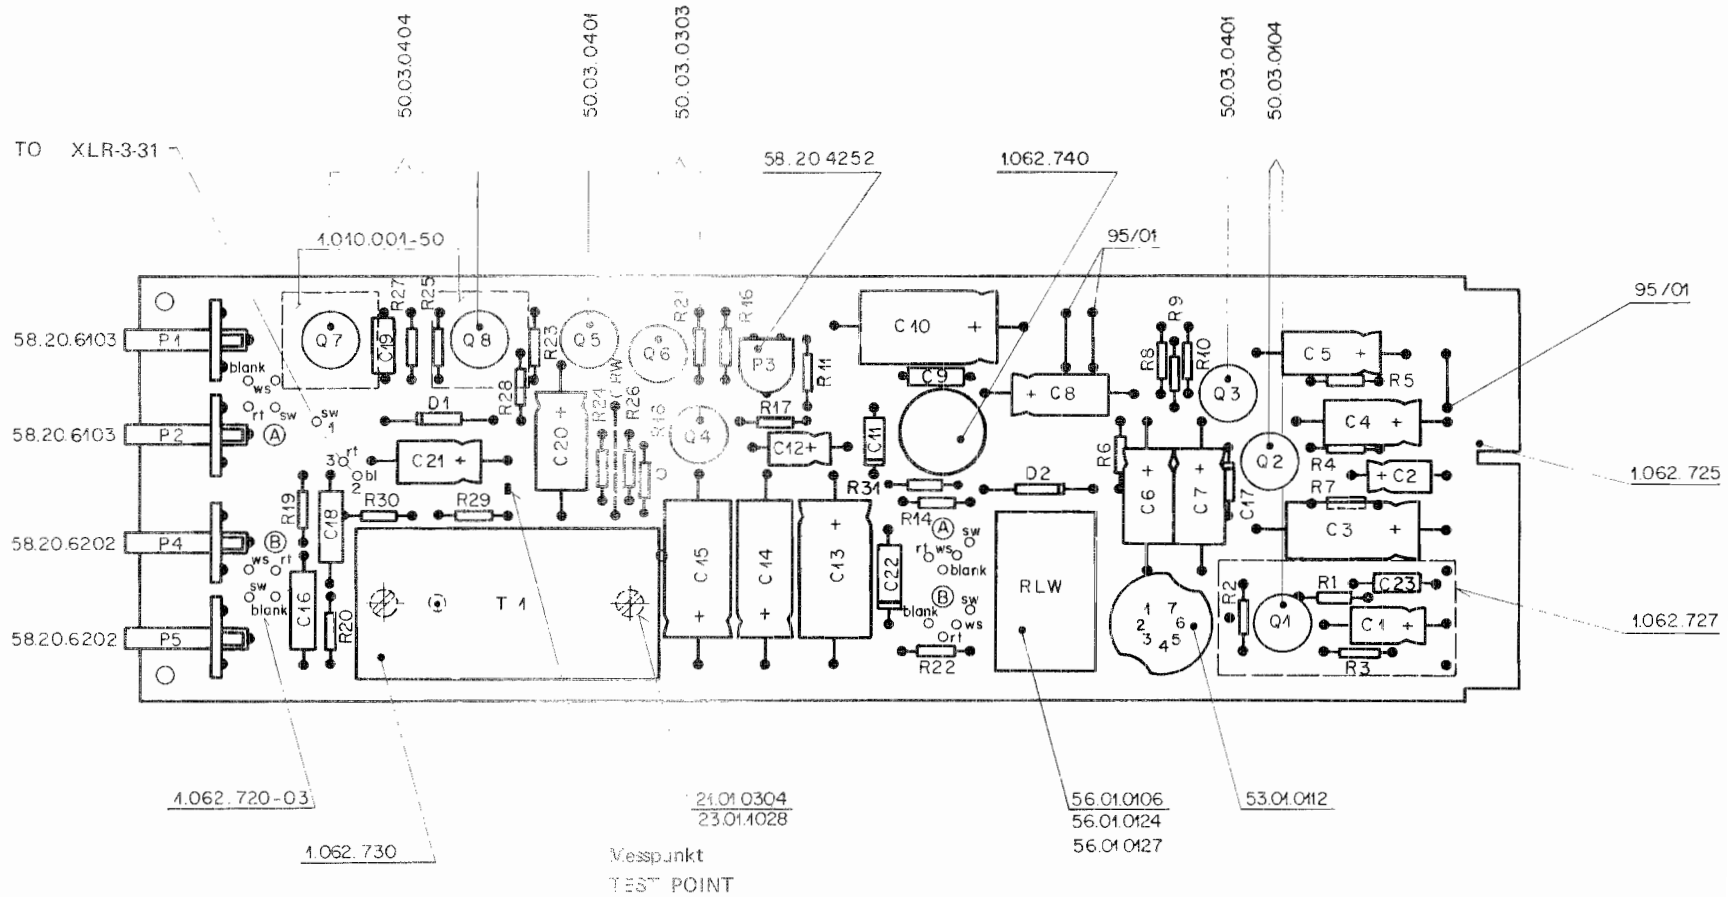 50.03.0404
50.03.0401
50.03.0303
50.03.0401
50.03.0104
TO XLR-3-31
58.20 4252
1.062.740
1.010.001-50
95/01
95/01
R27
R25
R16
R9
58.20.6103
P1
Q7
C19
Q8
R23
Q5
Q6
P3
R11
C10
+
R8
R10
C5 +
blank
ws
R28
C9
R5
rt
sw
D1
C20 +
R24
R26
R17
C8
+
Q3
C4 +
58.20.6103
P2
A
sw
1
R18
Q4
C12+
C11
R6
R4
3
rt
2
bl
C21 +
Q2
+C2
1.062.725
R19
C18
R30
R29
R31
R14
D2
C6
+
C7
+
C17
R7
C3 +
58.20.6202
P4
B
ws
rt
sw
blank
C16
R20
T1
C15
+
C14
+
C13
+
C22
A
sw
rt
ws
blank
B
blank
sw
ws
rt
R22
RLW
1
2
3
4
5
6
7
R2
R1
C23
Q1
C1 +
R3
1.062.727
58.20.6202
P5
1.062.720-03
21.01.0304
23.01.1028
56.01.0106
56.01.0124
56.01 0127
53.01.0112
1.062.730
Messpunkt
TEST POINT